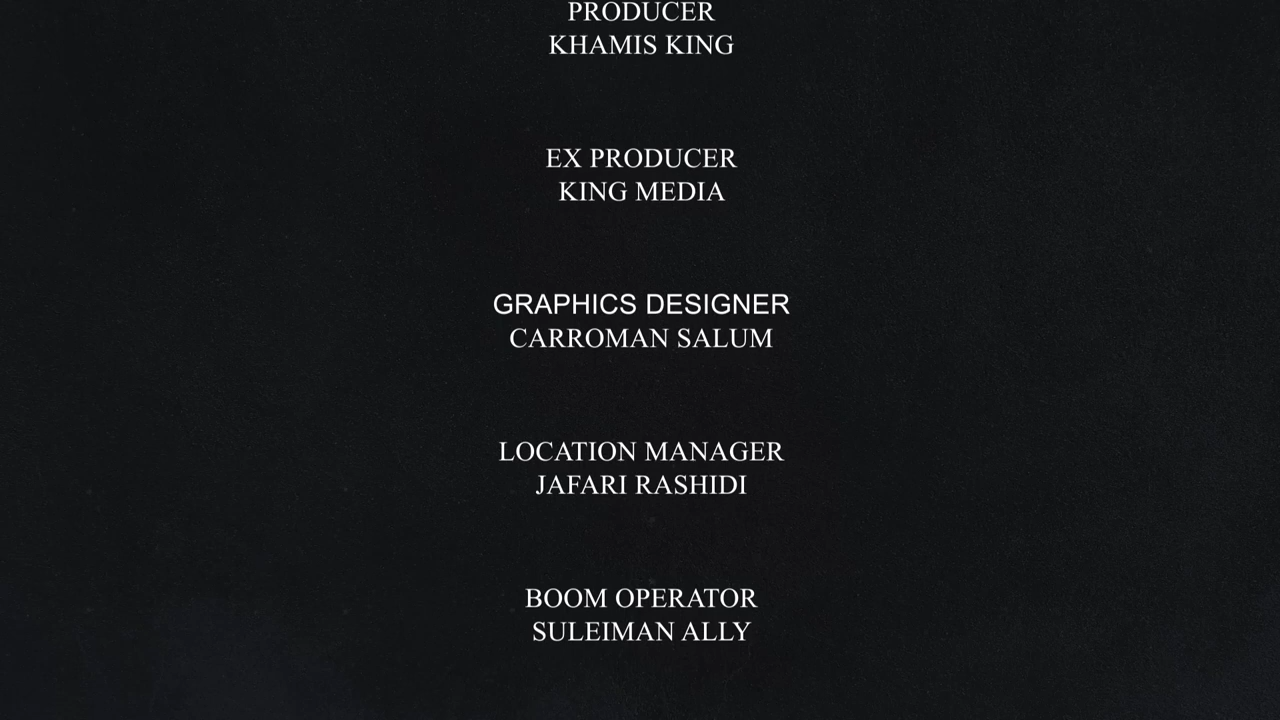 PRODUCER
KHAMIS KING
EX PRODUCER
KING MEDIA
GRAPHICS DESIGNER
CARROMAN SALUM
LOCATION MANAGER
JAFARI RASHIDI
BOOM OPERATOR
SULEIMAN ALLY